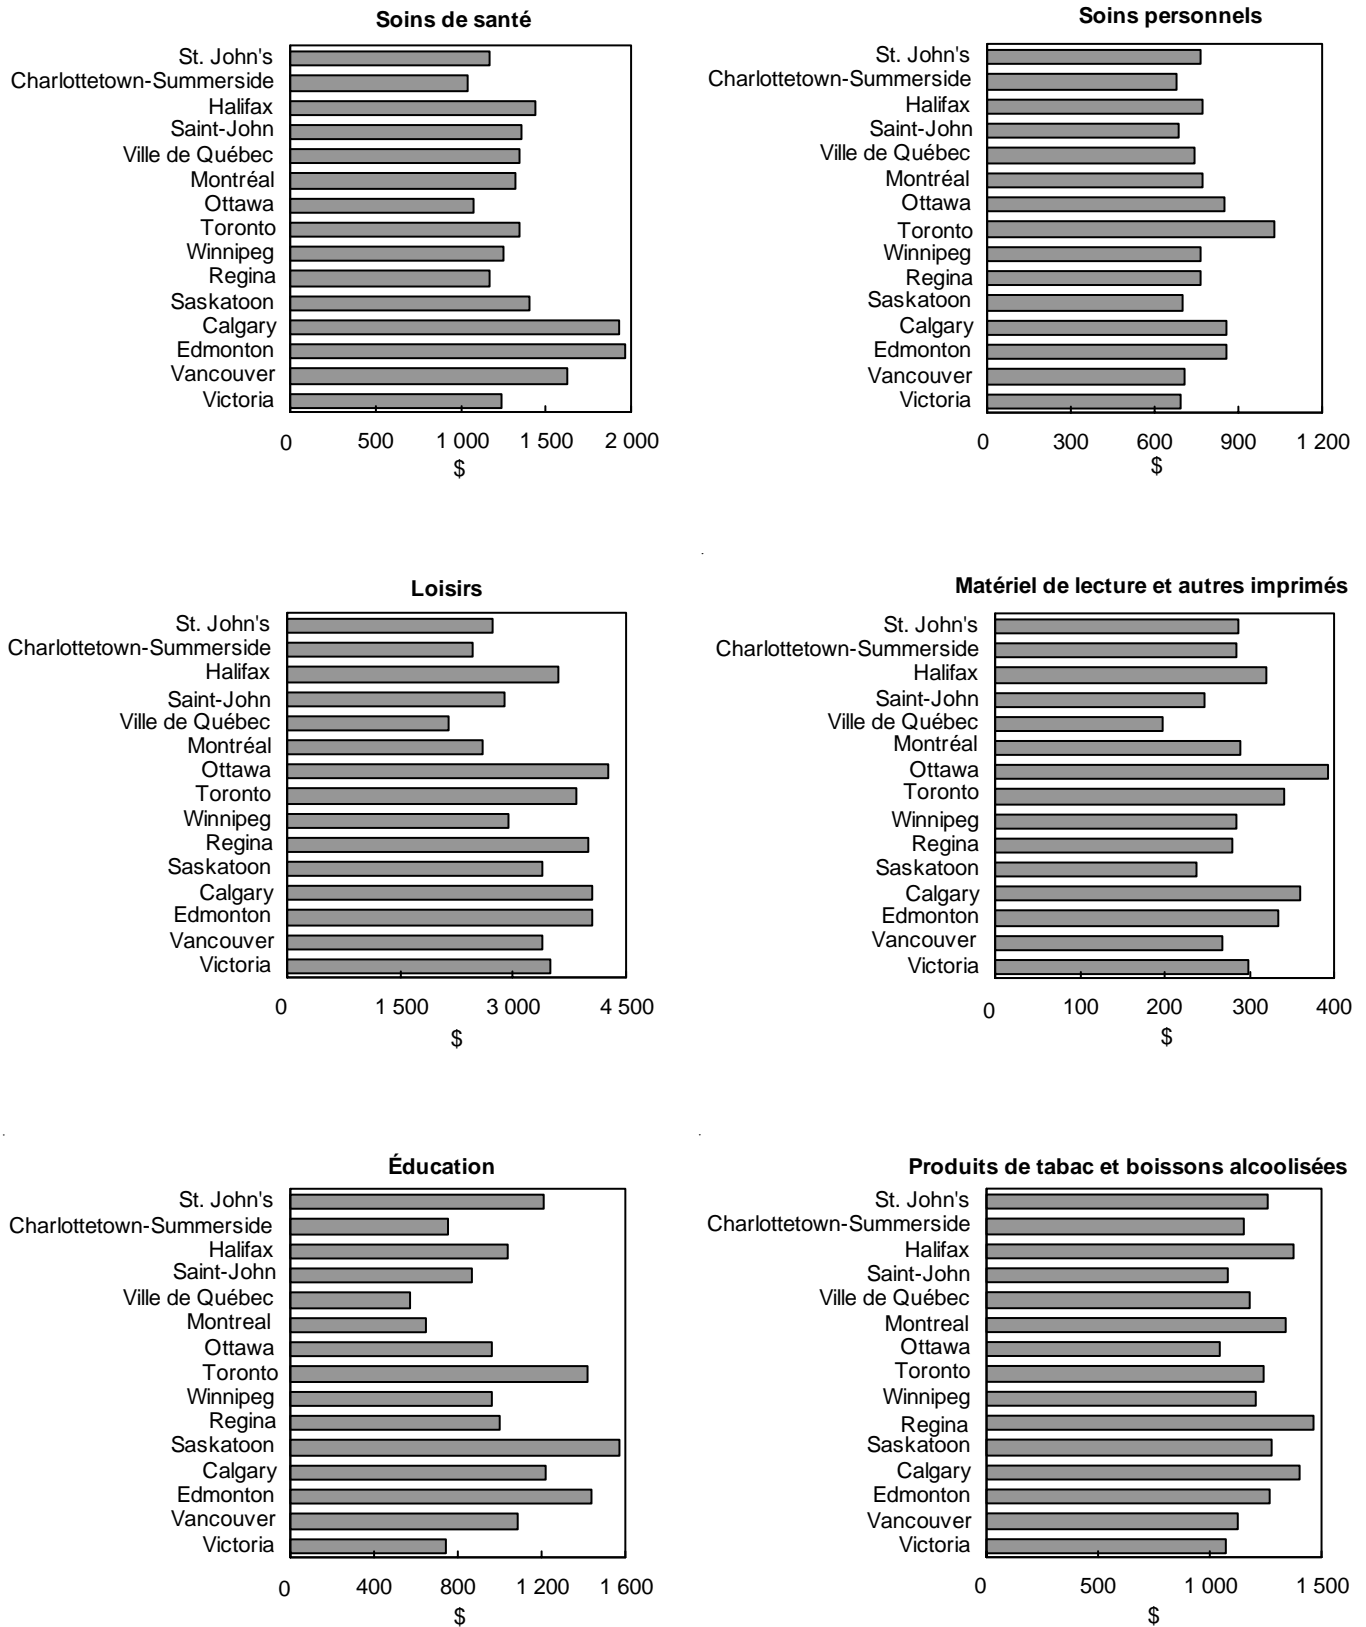 Soins de santé
St. John's
Charlottetown-Summerside
Halifax
Saint-John
Ville de Québec
Montréal
Ottawa
Toronto
Winnipeg
Regina
Saskatoon
Calgary
Edmonton
Vancouver
Victoria
0 500 1 000 1 500 2 000
$
Soins personnels
St. John's
Charlottetown-Summerside
Halifax
Saint-John
Ville de Québec
Montréal
Ottawa
Toronto
Winnipeg
Regina
Saskatoon
Calgary
Edmonton
Vancouver
Victoria
0 300 600 900 1 200
$
Loisirs
St. John's
Charlottetown-Summerside
Halifax
Saint-John
Ville de Québec
Montréal
Ottawa
Toronto
Winnipeg
Regina
Saskatoon
Calgary
Edmonton
Vancouver
Victoria
0 1 500 3 000 4 500
$
Matériel de lecture et autres imprimés
St. John's
Charlottetown-Summerside
Halifax
Saint-John
Ville de Québec
Montréal
Ottawa
Toronto
Winnipeg
Regina
Saskatoon
Calgary
Edmonton
Vancouver
Victoria
0 100 200 300 400
$
Éducation
St. John's
Charlottetown-Summerside
Halifax
Saint-John
Ville de Québec
Montreal
Ottawa
Toronto
Winnipeg
Regina
Saskatoon
Calgary
Edmonton
Vancouver
Victoria
0 400 800 1 200 1 600
$
Produits de tabac et boissons alcoolisées
St. John's
Charlottetown-Summerside
Halifax
Saint-John
Ville de Québec
Montreal
Ottawa
Toronto
Winnipeg
Regina
Saskatoon
Calgary
Edmonton
Vancouver
Victoria
0 500 1 000 1 500
$